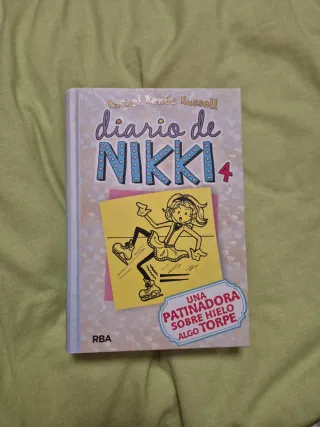 Rachel Renée Russell
diario de
NIKKI 4
UNA
PATINADORA
SOBRE HIELO
ALGO TORPE
RBA